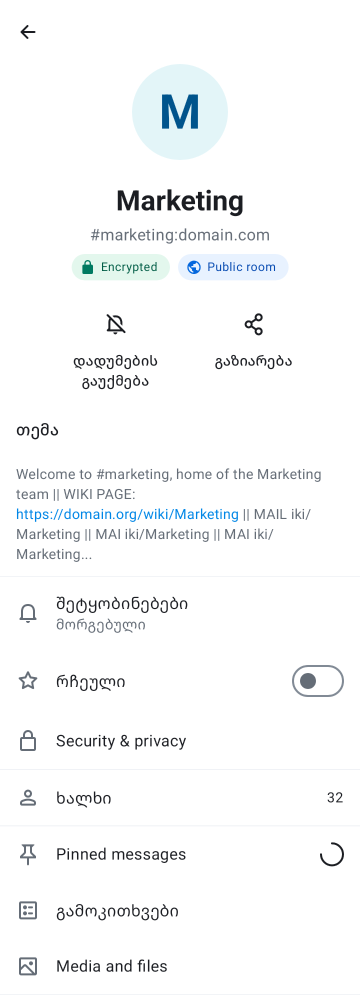 M
Marketing
#marketing:domain.com
Encrypted
Public room
დადუმების
გაუქმება
გაზიარება
თემა
Welcome to #marketing, home of the Marketing
team || WIKI PAGE:
https://domain.org/wiki/Marketing || MAIL iki/
Marketing || MAI iki/Marketing || MAI iki/
Marketing...
შეტყობინებები
მორგებული
რჩეული
Security & privacy
ხალხი
32
Pinned messages
გამოკითხვები
Media and files